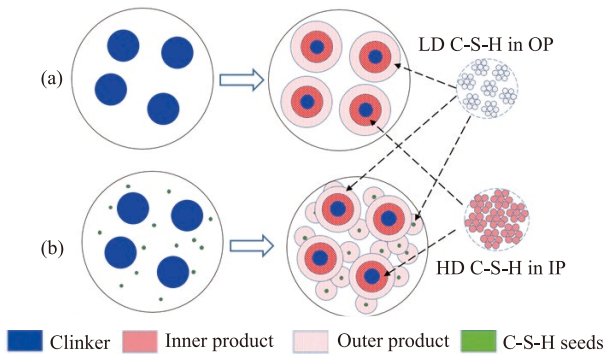 LD C-S-H in OP
(a)
(b)
HD C-S-H in IP
Clinker
Inner product
Outer product
C-S-H seeds